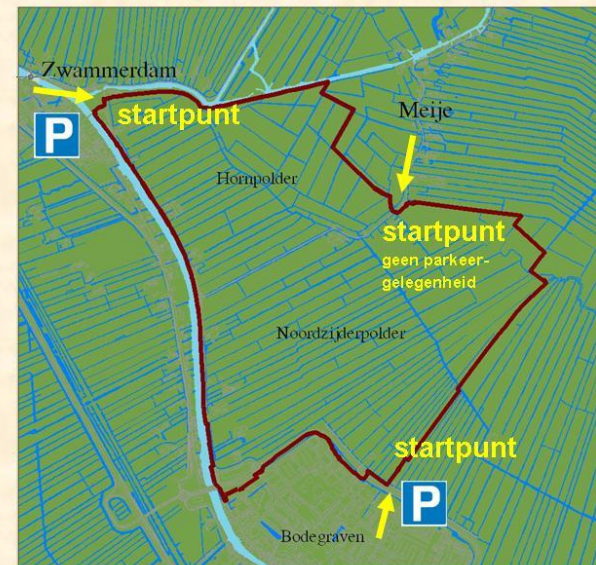 Zwammerdam
startpunt
P
Meije
Hornpolder
startpunt
geen parkeer-
gelegenheid
Noordzijderpolder
startpunt
P
Bodegraven